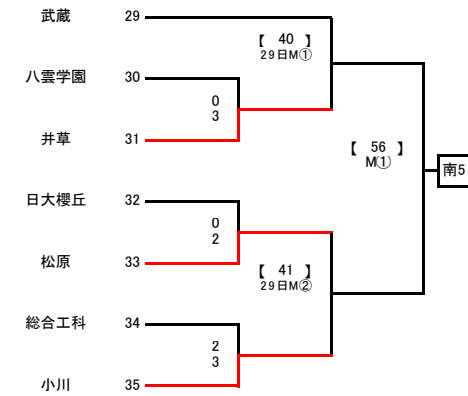 武蔵 29
【 40 】
29日M①
八雲学園 30
0
3
井草 31
【 56 】
M①
南5
日大櫻丘 32
0
2
松原 33
【 41 】
29日M②
総合工科 34
2
3
小川 35